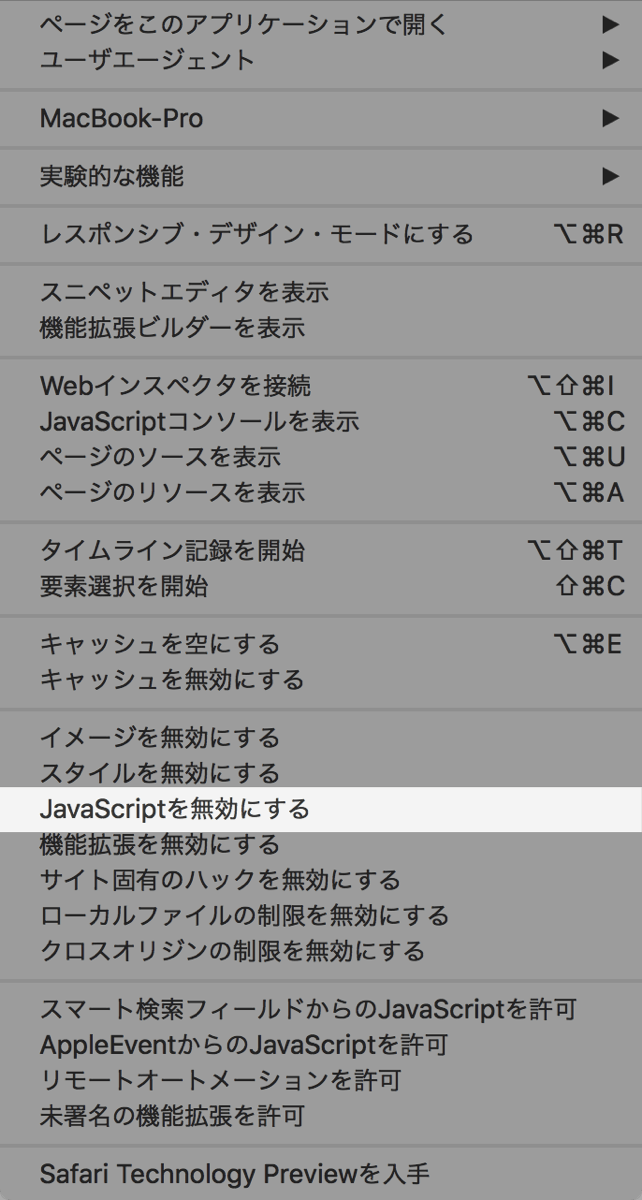 ページをこのアプリケーションで開く ▶
ユーザエージェント ▶
MacBook-Pro ▶
実験的な機能 ▶
レスポンシブ・デザイン・モードにする ⌥⌘R
スニペットエディタを表示
機能拡張ビルダーを表示
Webインスペクタを接続 ⌥⇧⌘I
JavaScriptコンソールを表示 ⌥⌘C
ページのソースを表示 ⌥⌘U
ページのリソースを表示 ⌥⌘A
タイムライン記録を開始 ⌥⇧⌘T
要素選択を開始 ⇧⌘C
キャッシュを空にする ⌥⌘E
キャッシュを無効にする
イメージを無効にする
スタイルを無効にする
JavaScriptを無効にする
機能拡張を無効にする
サイト固有のハックを無効にする
ローカルファイルの制限を無効にする
クロスオリジンの制限を無効にする
スマート検索フィールドからのJavaScriptを許可
AppleEventからのJavaScriptを許可
リモートオートメーションを許可
未署名の機能拡張を許可
Safari Technology Previewを入手